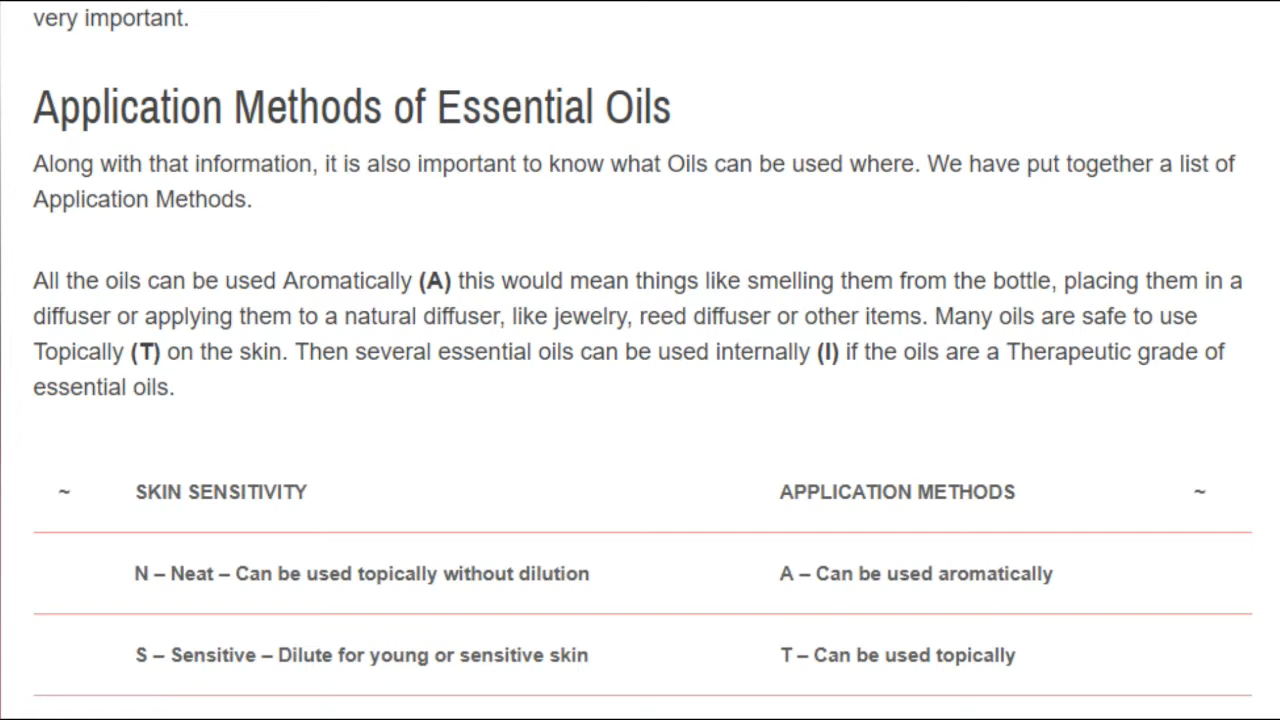 very important.
Application Methods of Essential Oils
Along with that information, it is also important to know what Oils can be used where. We have put together a list of
Application Methods.
All the oils can be used Aromatically (A) this would mean things like smelling them from the bottle, placing them in a
diffuser or applying them to a natural diffuser, like jewelry, reed diffuser or other items. Many oils are safe to use
Topically (T) on the skin. Then several essential oils can be used internally (I) if the oils are a Therapeutic grade of
essential oils.
~ SKIN SENSITIVITY APPLICATION METHODS ~
N – Neat – Can be used topically without dilution A – Can be used aromatically
S – Sensitive – Dilute for young or sensitive skin T – Can be used topically